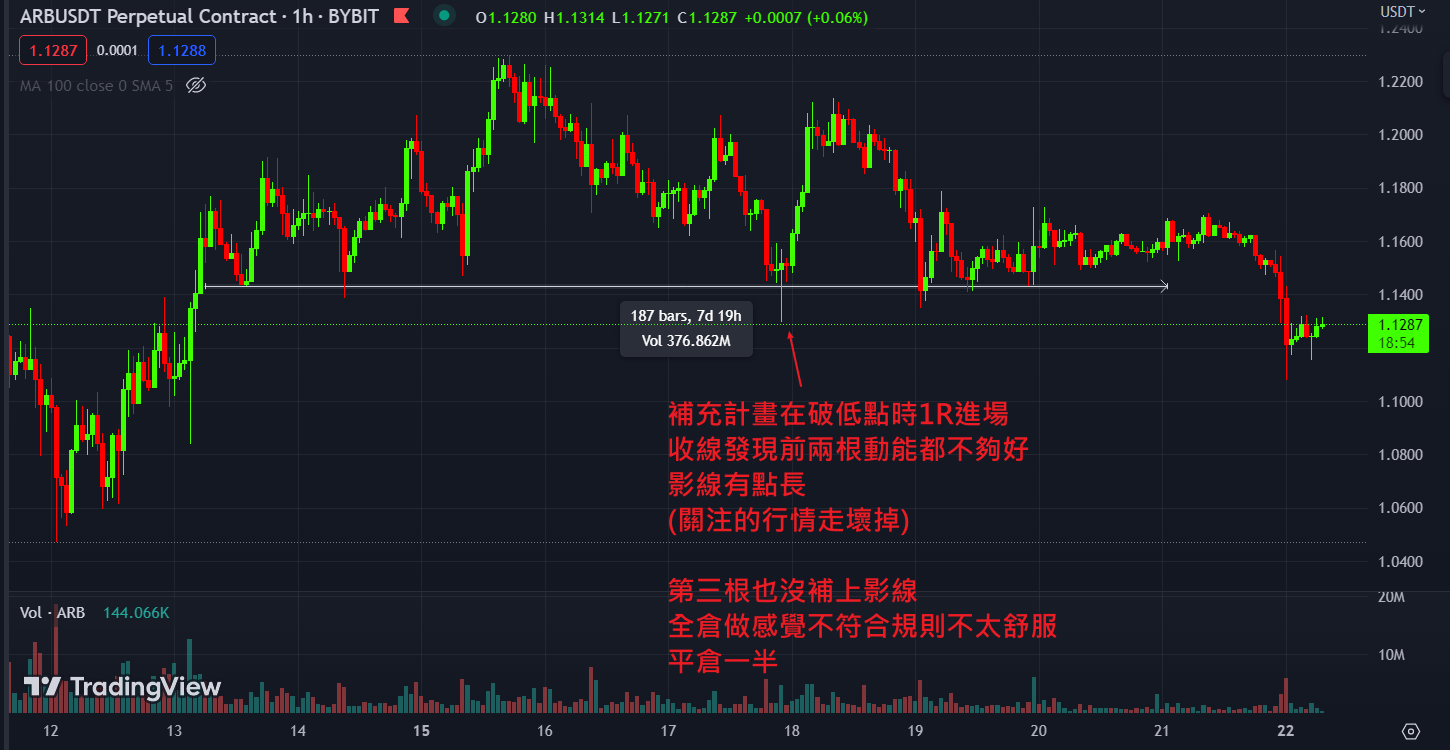 ARBUSDT Perpetual Contract · 1h · BYBIT O1.1280 H1.1314 L1.1271 C1.1287 +0.0007 (+0.06%)
USDT
1.1287 0.0001 1.1288
MA 100 close 0 SMA 5
1.2400
1.2200
1.2000
1.1800
1.1600
1.1400
187 bars, 7d 19h
Vol 376.862M
1.1287
18:54
補充計畫在破低點時1R進場
收線發現前兩根動能都不夠好
影線有點長
(關注的行情走壞掉)
第三根也沒補上影線
全倉做感覺不符合規則不太舒服
平倉一半
1.1000
1.0800
1.0600
1.0400
Vol · ARB 144.066K
20M
10M
TradingView
12 13 14 15 16 17 18 19 20 21 22